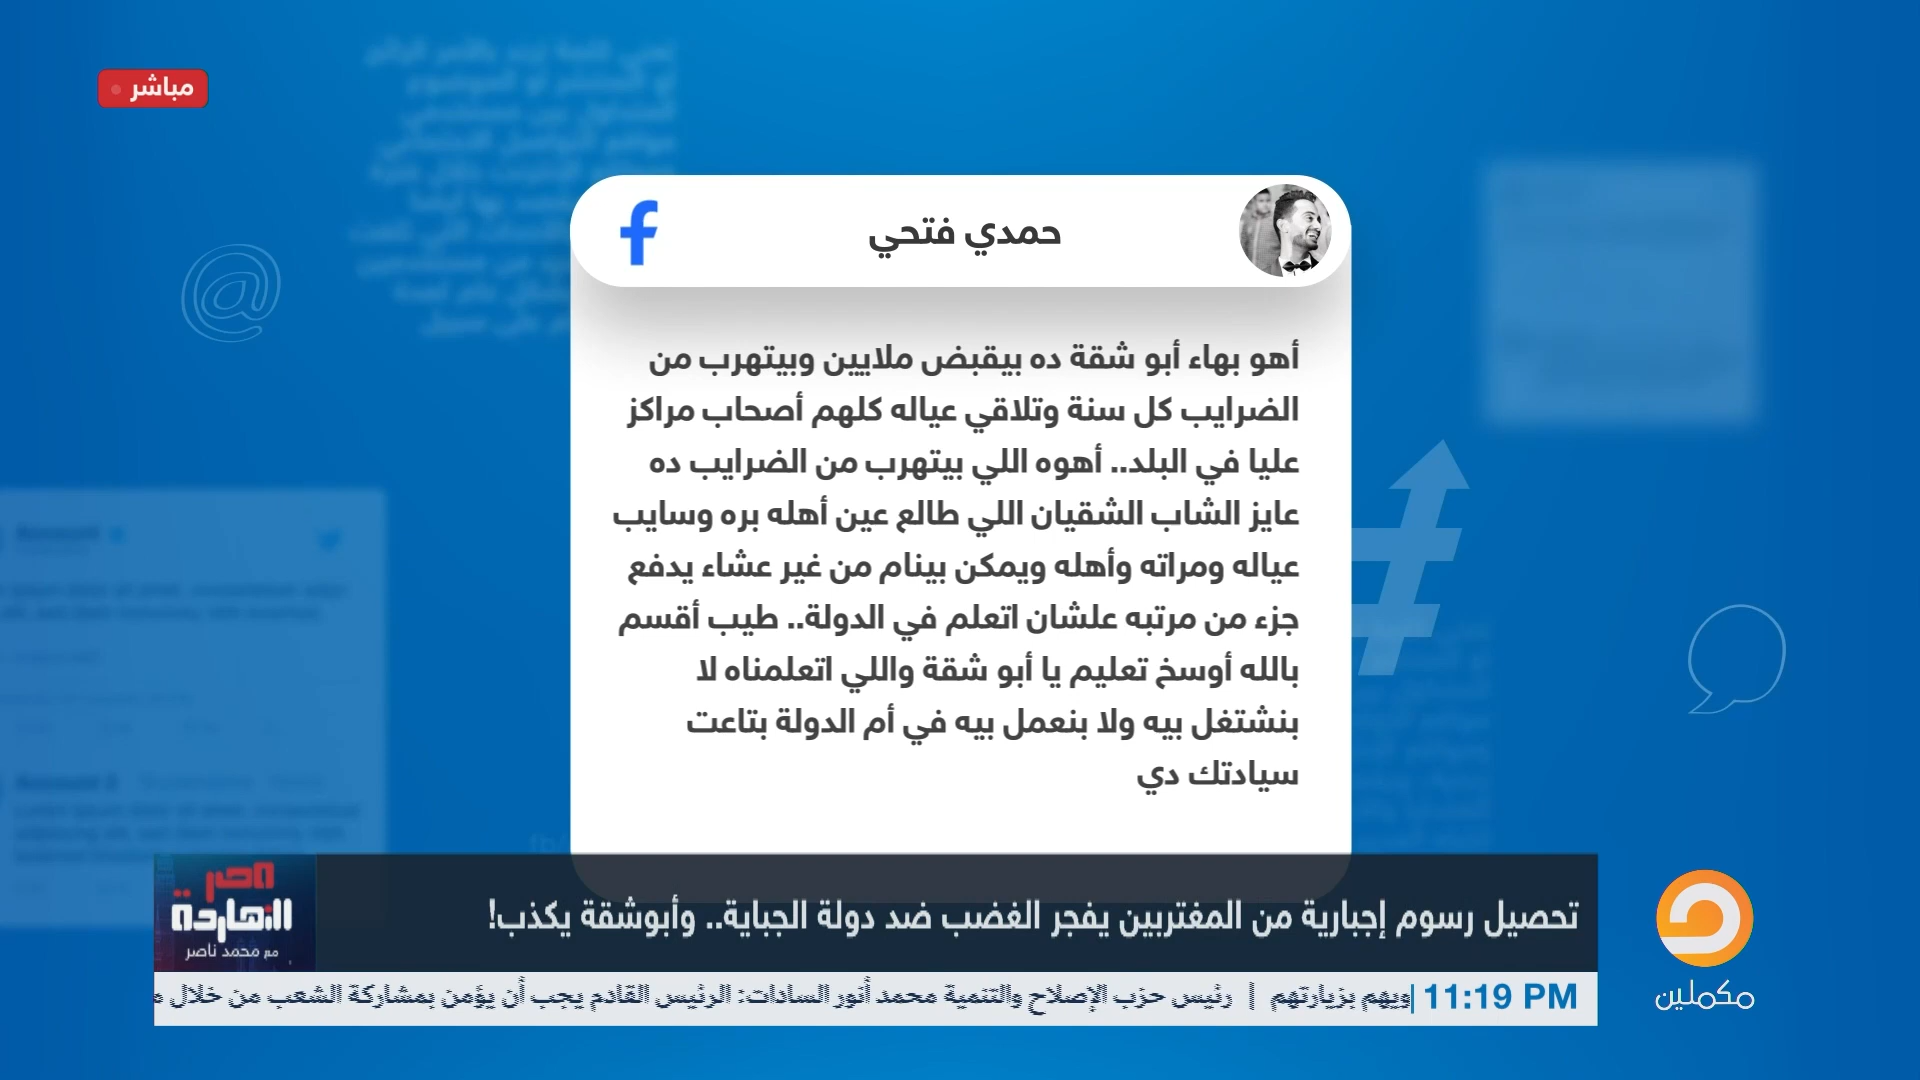 مباشر
حمدي فتحي
أهو بهاء أبو شقة ده بيقبض ملايين وبيتهرب من
الضرايب كل سنة وتلاقي عياله كلهم أصحاب مراكز
عليا في البلد.. أهوه اللي بيتهرب من الضرايب ده
عايز الشاب الشقيان اللي طالع عين أهله بره وسايب
عياله ومراته وأهله ويمكن بينام من غير عشاء يدفع
جزء من مرتبه علشان اتعلم في الدولة.. طيب أقسم
بالله أوسخ تعليم يا أبو شقة واللي اتعلمناه لا
بنشتغل بيه ولا بنعمل بيه في أم الدولة بتاعت
سيادتك دي
تحصيل رسوم إجبارية من المغتربين يفجر الغضب ضد دولة الجباية.. وأبوشقة يكذب!
مصر
النهاردة
مع محمد ناصر
11:19 PM
ويهم بزيارتهم | رئيس حزب الإصلاح والتنمية محمد أنور السادات: الرئيس القادم يجب أن يؤمن بمشاركة الشعب من خلال
مكملين